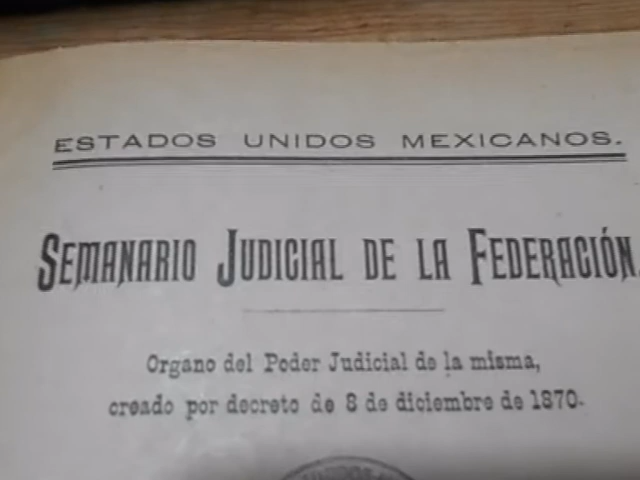 ESTADOS UNIDOS MEXICANOS.
SEMANARIO JUDICIAL DE LA FEDERACIÓN.
Organo del Poder Judicial de la misma,
creado por decreto de 8 de diciembre de 1870.